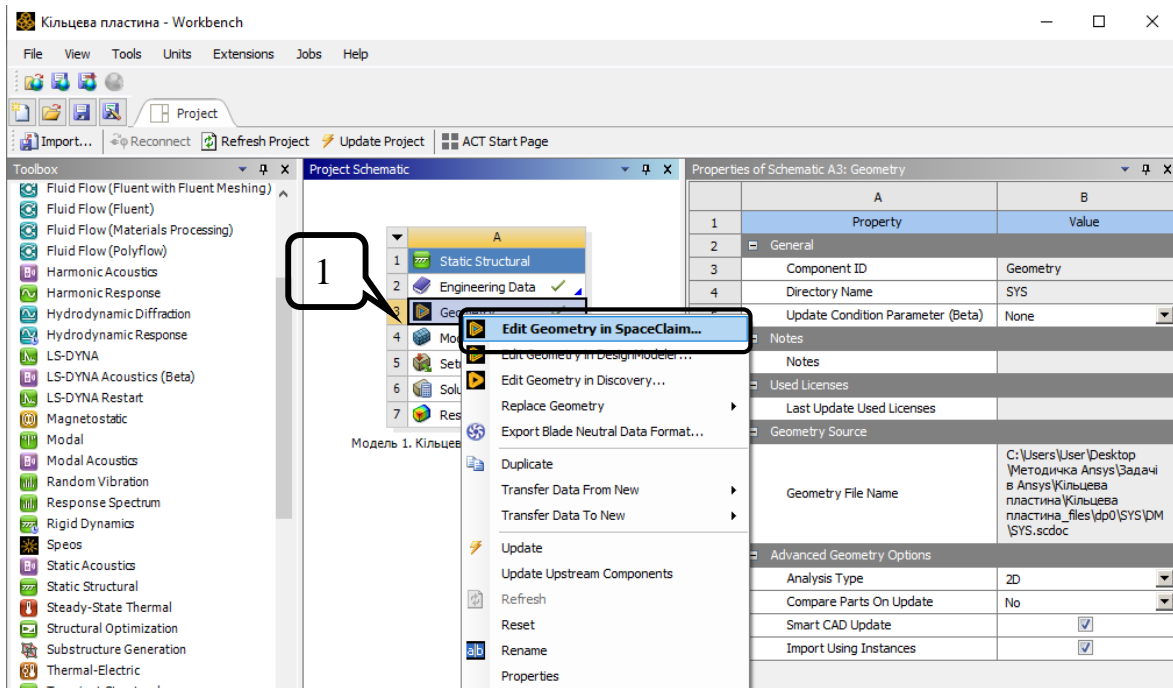 Кільцева пластина - Workbench
File View Tools Units Extensions Jobs Help
Project
Import... Reconnect Refresh Project Update Project ACT Start Page
Toolbox
Fluid Flow (Fluent with Fluent Meshing)
Fluid Flow (Fluent)
Fluid Flow (Materials Processing)
Fluid Flow (Polyflow)
Harmonic Acoustics
Harmonic Response
Hydrodynamic Diffraction
Hydrodynamic Response
LS-DYNA
LS-DYNA Acoustics (Beta)
LS-DYNA Restart
Magnetostatic
Modal
Modal Acoustics
Random Vibration
Response Spectrum
Rigid Dynamics
Speos
Static Acoustics
Static Structural
Steady-State Thermal
Structural Optimization
Substructure Generation
Thermal-Electric
Project Schematic
1
A
1 Static Structural
2 Engineering Data
3 Geometry
4 Mod
5 Setu
6 Solu
7 Res
Модель 1. Кільцев
Edit Geometry in SpaceClaim...
Edit Geometry in DesignModeler...
Edit Geometry in Discovery...
Replace Geometry
Export Blade Neutral Data Format...
Duplicate
Transfer Data From New
Transfer Data To New
Update
Update Upstream Components
Refresh
Reset
a|b Rename
Properties
Properties of Schematic A3: Geometry
A B
1 Property Value
2 General
3 Component ID Geometry
4 Directory Name SYS
5 Update Condition Parameter (Beta) None
Notes
Notes
Used Licenses
Last Update Used Licenses
Geometry Source
Geometry File Name
C:\Users\User\Desktop
\Методичка Ansys\Задачі
в Ansys\Кільцева
пластина\Кільцева
пластина_files\dp0\SYS\DM
\SYS.scdoc
Advanced Geometry Options
Analysis Type 2D
Compare Parts On Update No
Smart CAD Update
Import Using Instances